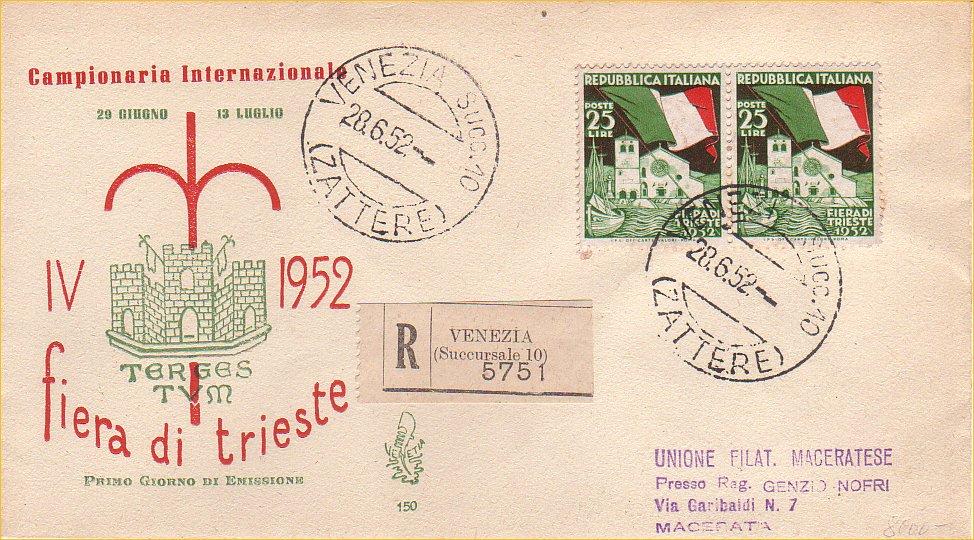 Campionaria Internazionale
29 GIUGNO 13 LUGLIO
IV 1952
TERGES
TVM
fiera di trieste
PRIMO GIORNO DI EMISSIONE
VENEZIA SUCC. 10
28.6.52.-
(ZATTERE)
REPUBBLICA ITALIANA
POSTE
25
LIRE
FIERA DI
TRIESTE
1952
REPUBBLICA ITALIANA
POSTE
25
LIRE
FIERA DI
TRIESTE
1952
VENEZIA SUCC. 10
28.6.52.-
(ZATTERE)
R
VENEZIA
(Succursale 10)
5751
VENETIA
150
UNIONE FILAT. MACERATESE
Presso Rag. GENZIO NOFRI
Via Garibaldi N. 7
MACERATA